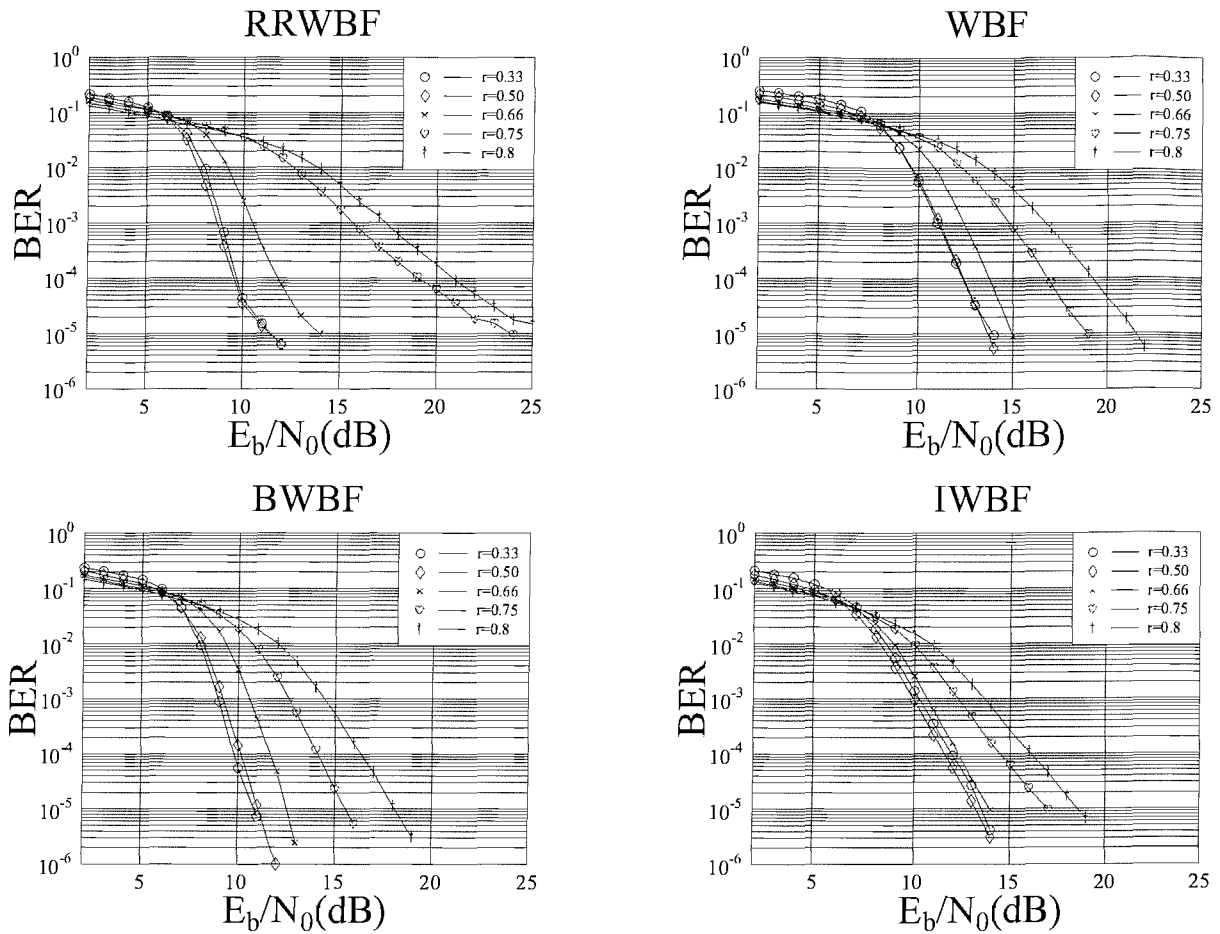 RRWBF
10^0
10^-1
10^-2
10^-3
10^-4
10^-5
10^-6
BER
r=0.33
r=0.50
r=0.66
r=0.75
r=0.8
5 10 15 20 25
E_b/N_0(dB)
WBF
10^0
10^-1
10^-2
10^-3
10^-4
10^-5
10^-6
BER
r=0.33
r=0.50
r=0.66
r=0.75
r=0.8
5 10 15 20 25
E_b/N_0(dB)
BWBF
10^0
10^-1
10^-2
10^-3
10^-4
10^-5
10^-6
BER
r=0.33
r=0.50
r=0.66
r=0.75
r=0.8
5 10 15 20 25
E_b/N_0(dB)
IWBF
10^0
10^-1
10^-2
10^-3
10^-4
10^-5
10^-6
BER
r=0.33
r=0.50
r=0.66
r=0.75
r=0.8
5 10 15 20 25
E_b/N_0(dB)